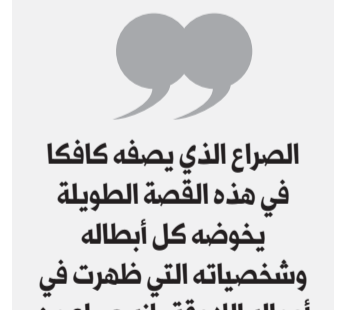 الصراع الذي يصفه كافكا
في هذه القصة الطويلة
يخوضه كل أبطاله
وشخصياته التي ظهرت في